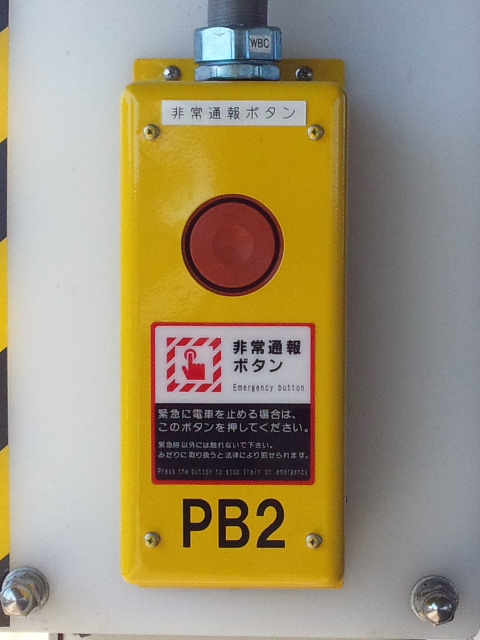 WBC
非常通報ボタン
非常通報
ボタン
Emergency button
緊急に電車を止める場合は、
このボタンを押してください。
緊急時以外には触れないで下さい。
みだりに取り扱うと法律により罰せられます。
Press the button to stop train on emergency
PB2